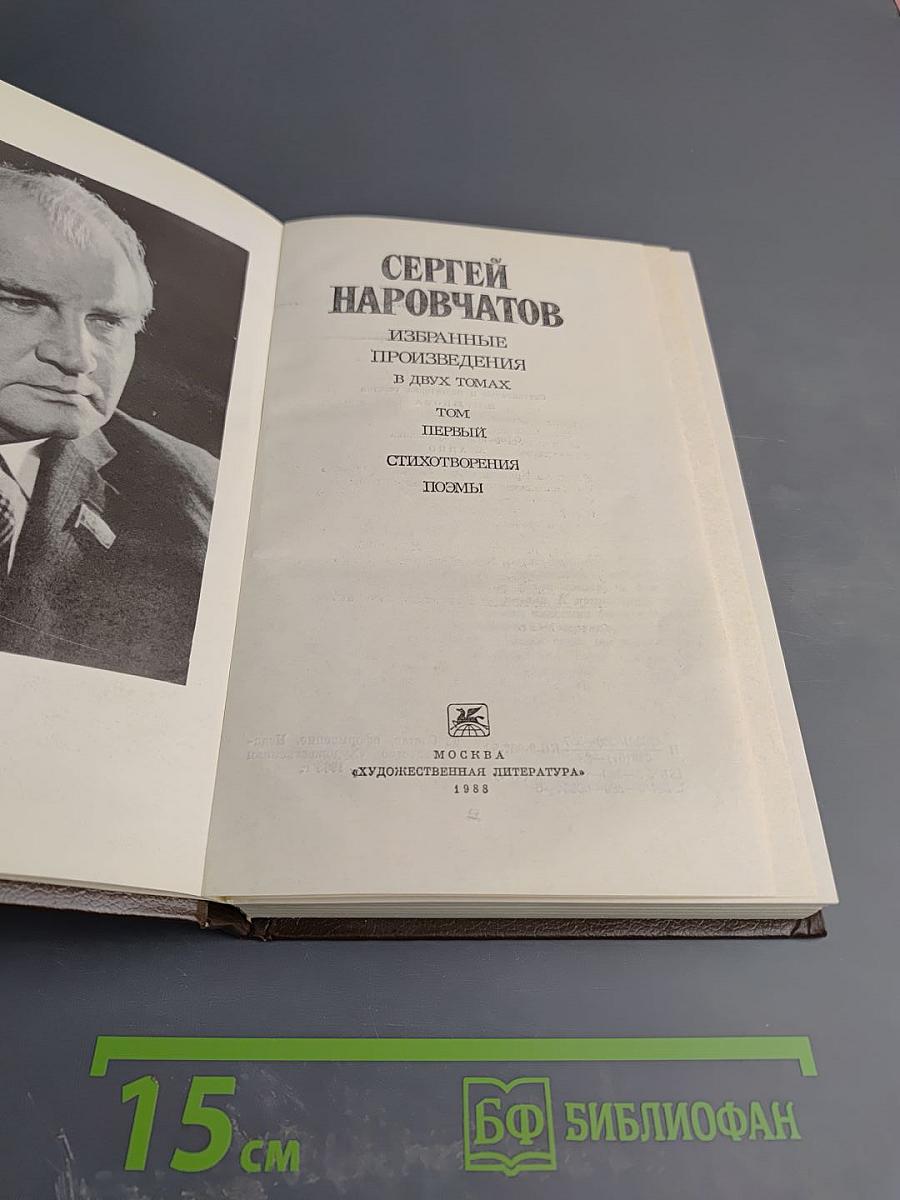 СЕРГЕЙ
НАРОВЧАТОВ
ИЗБРАННЫЕ
ПРОИЗВЕДЕНИЯ
В ДВУХ ТОМАХ
ТОМ
ПЕРВЫЙ
СТИХОТВОРЕНИЯ
ПОЭМЫ
МОСКВА
«ХУДОЖЕСТВЕННАЯ ЛИТЕРАТУРА»
1988
15 см
БФ БИБЛИОФАН